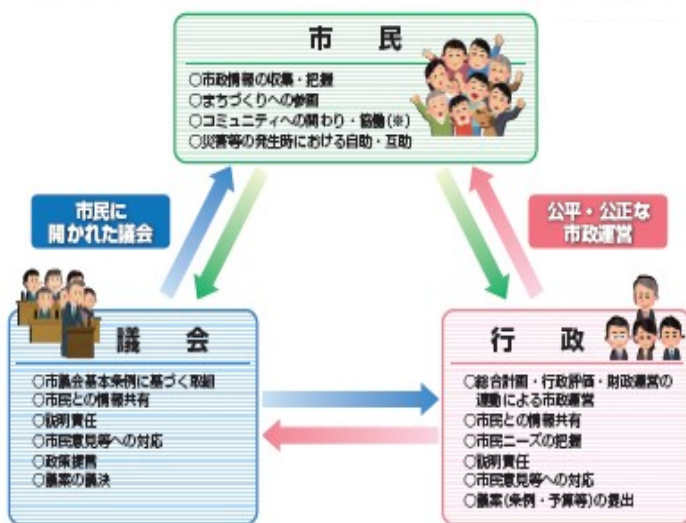 市　民
○市政情報の収集・把握
○まちづくりへの参画
○コミュニティへの関わり・協働(※)
○災害等の発生時における自助・互助
市民に
開かれた議会
公平・公正な
市政運営
議　会
○市議会基本条例に基づく取組
○市民との情報共有
○説明責任
○市民意見等への対応
○政策提言
○議案の議決
行　政
○総合計画・行政評価・財政運営の
連動による市政運営
○市民との情報共有
○市民ニーズの把握
○説明責任
○市民意見等への対応
○議案(条例・予算等)の提出